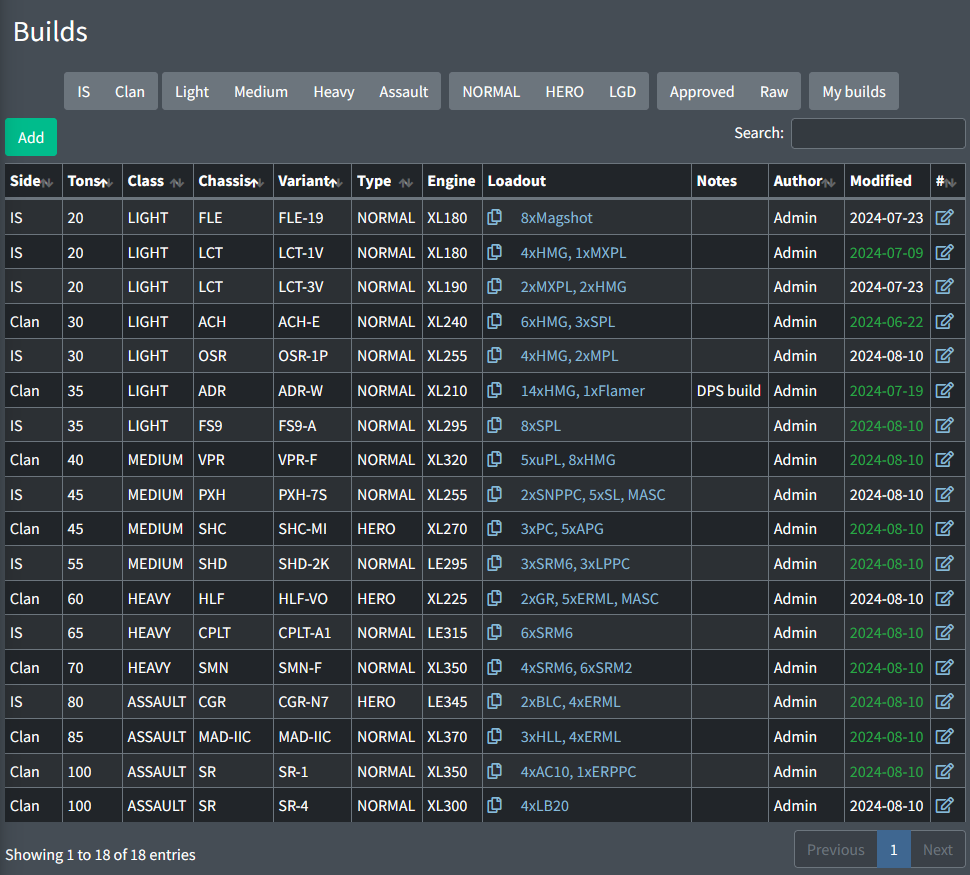 Builds
IS Clan Light Medium Heavy Assault NORMAL HERO LGD Approved Raw My builds
Add Search:
Side Tons Class Chassis Variant Type Engine Loadout Notes Author Modified #
IS 20 LIGHT FLE FLE-19 NORMAL XL180 8xMagshot Admin 2024-07-23
IS 20 LIGHT LCT LCT-1V NORMAL XL180 4xHMG, 1xMXPL Admin 2024-07-09
IS 20 LIGHT LCT LCT-3V NORMAL XL190 2xMXPL, 2xHMG Admin 2024-07-23
Clan 30 LIGHT ACH ACH-E NORMAL XL240 6xHMG, 3xSPL Admin 2024-06-22
IS 30 LIGHT OSR OSR-1P NORMAL XL255 4xHMG, 2xMPL Admin 2024-08-10
Clan 35 LIGHT ADR ADR-W NORMAL XL210 14xHMG, 1xFlamer DPS build Admin 2024-07-19
IS 35 LIGHT FS9 FS9-A NORMAL XL295 8xSPL Admin 2024-08-10
Clan 40 MEDIUM VPR VPR-F NORMAL XL320 5xuPL, 8xHMG Admin 2024-08-10
IS 45 MEDIUM PXH PXH-7S NORMAL XL255 2xSNPPC, 5xSL, MASC Admin 2024-08-10
Clan 45 MEDIUM SHC SHC-MI HERO XL270 3xPC, 5xAPG Admin 2024-08-10
IS 55 MEDIUM SHD SHD-2K NORMAL LE295 3xSRM6, 3xLPPC Admin 2024-08-10
Clan 60 HEAVY HLF HLF-VO HERO XL225 2xGR, 5xERML, MASC Admin 2024-08-10
IS 65 HEAVY CPLT CPLT-A1 NORMAL LE315 6xSRM6 Admin 2024-08-10
Clan 70 HEAVY SMN SMN-F NORMAL XL350 4xSRM6, 6xSRM2 Admin 2024-08-10
IS 80 ASSAULT CGR CGR-N7 HERO LE345 2xBLC, 4xERML Admin 2024-08-10
Clan 85 ASSAULT MAD-IIC MAD-IIC NORMAL XL370 3xHLL, 4xERML Admin 2024-08-10
Clan 100 ASSAULT SR SR-1 NORMAL XL350 4xAC10, 1xERPPC Admin 2024-08-10
Clan 100 ASSAULT SR SR-4 NORMAL XL300 4xLB20 Admin 2024-08-10
Showing 1 to 18 of 18 entries Previous 1 Next